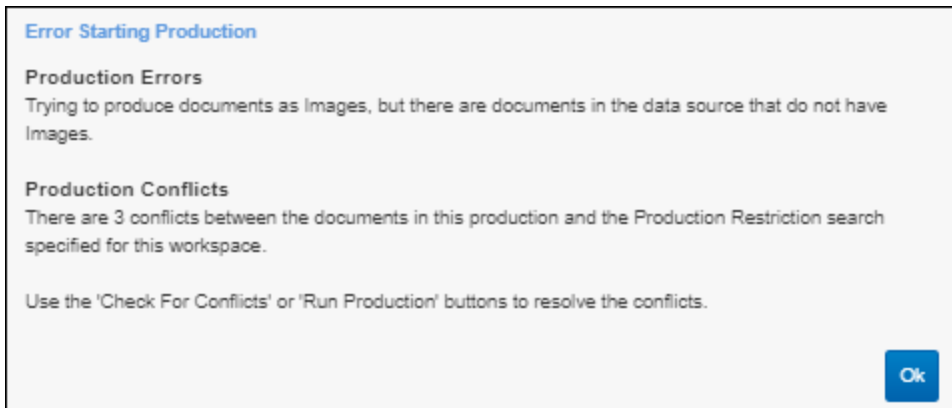 Error Starting Production
Production Errors
Trying to produce documents as Images, but there are documents in the data source that do not have
Images.
Production Conflicts
There are 3 conflicts between the documents in this production and the Production Restriction search
specified for this workspace.
Use the 'Check For Conflicts' or 'Run Production' buttons to resolve the conflicts.
Ok